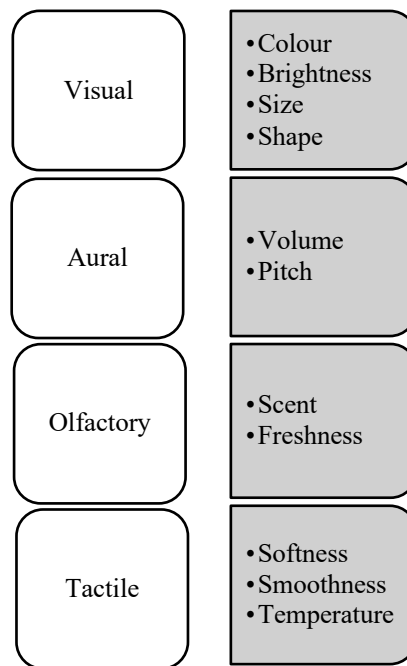 Visual
•Colour
•Brightness
•Size
•Shape
Aural
•Volume
•Pitch
Olfactory
•Scent
•Freshness
Tactile
•Softness
•Smoothness
•Temperature